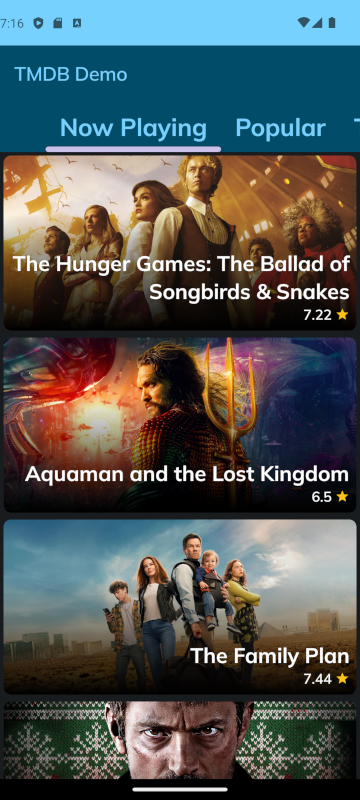 7:16
TMDB Demo
Now Playing Popular
The Hunger Games: The Ballad of
Songbirds & Snakes
7.22
Aquaman and the Lost Kingdom
6.5
The Family Plan
7.44